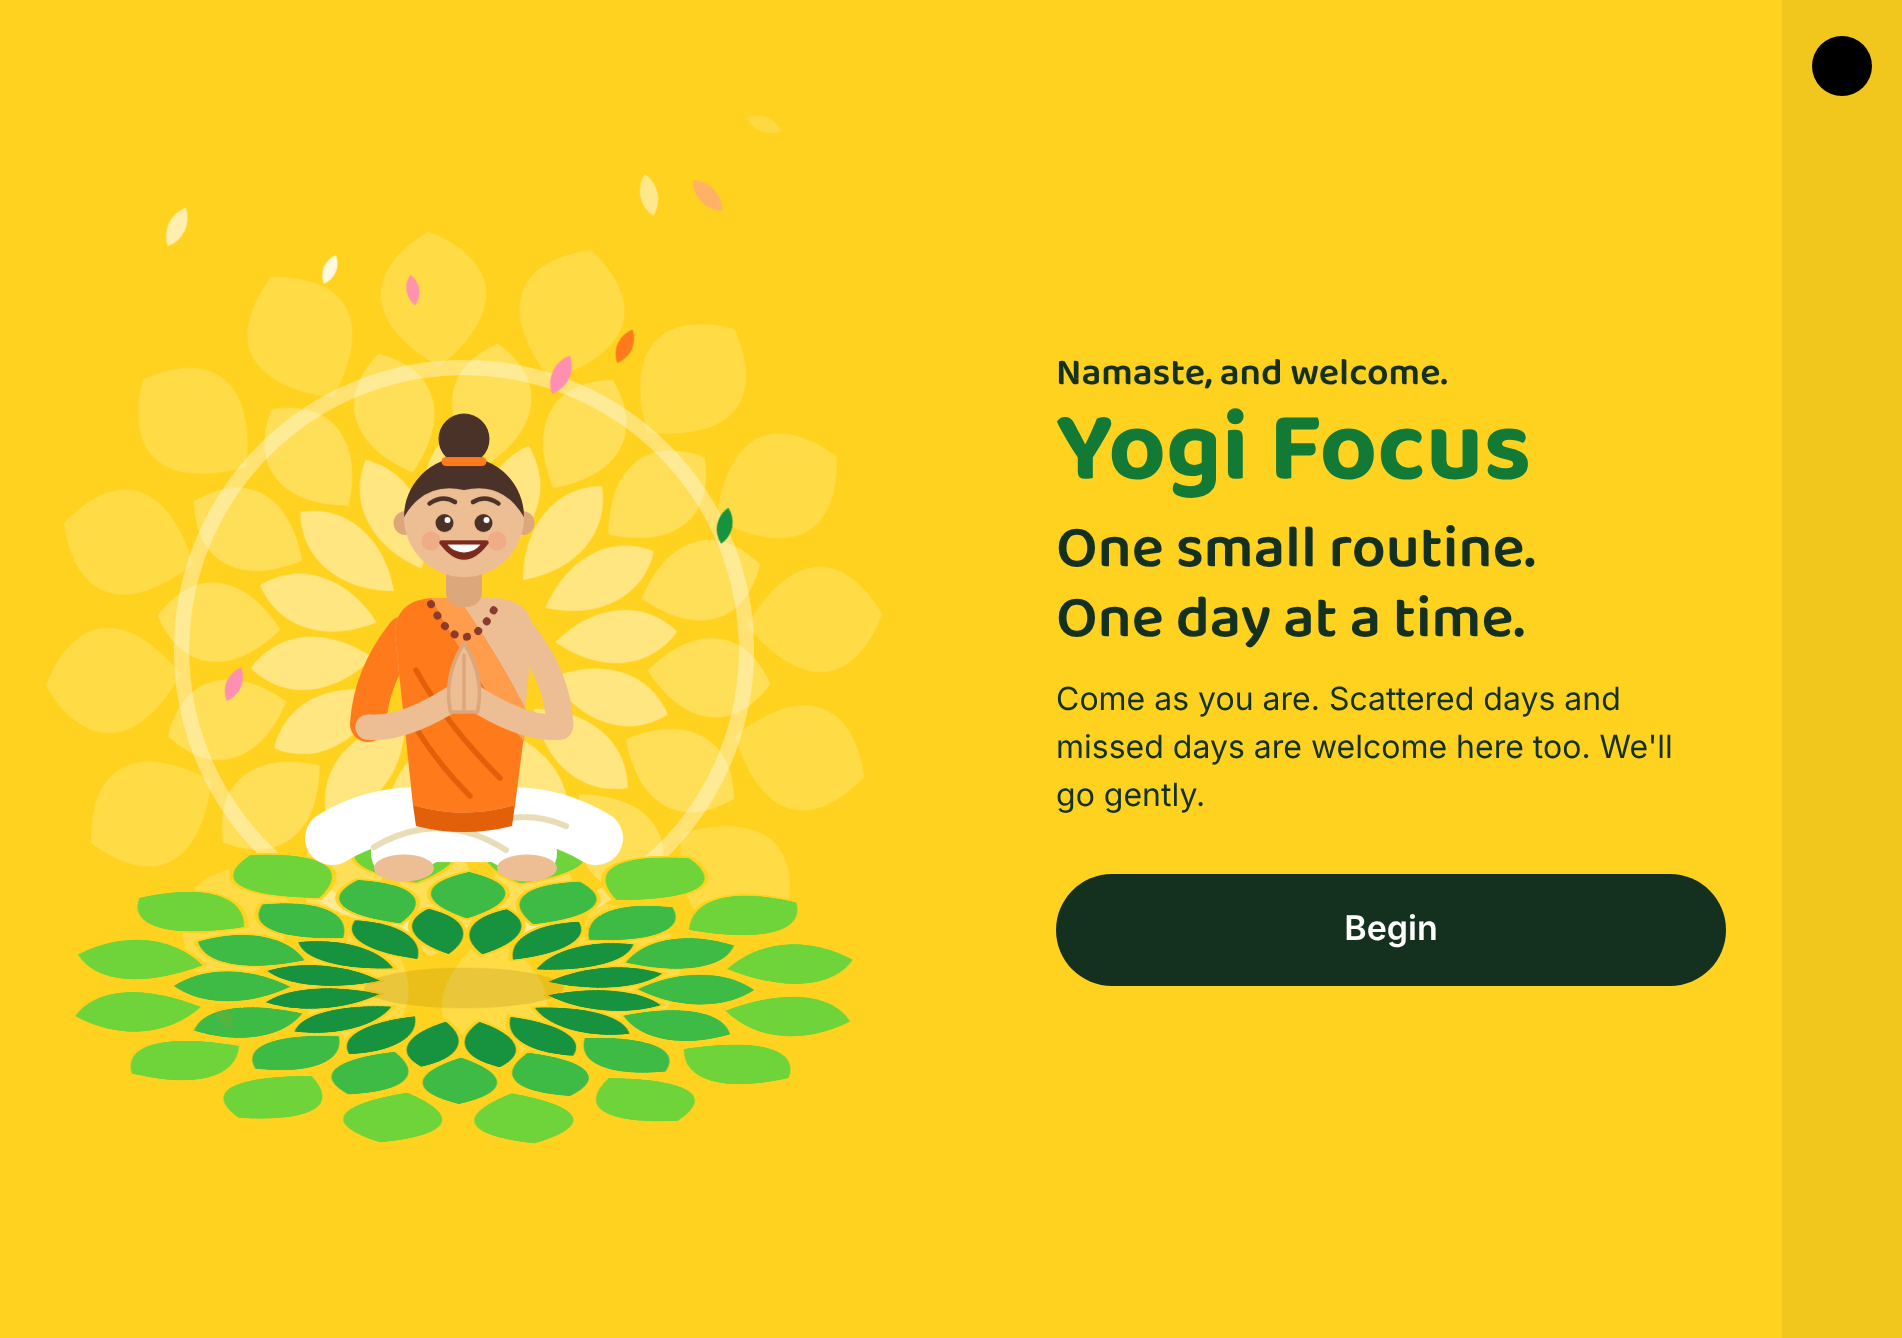 Namaste, and welcome.
Yogi Focus
One small routine.
One day at a time.
Come as you are. Scattered days and
missed days are welcome here too. We'll
go gently.
Begin